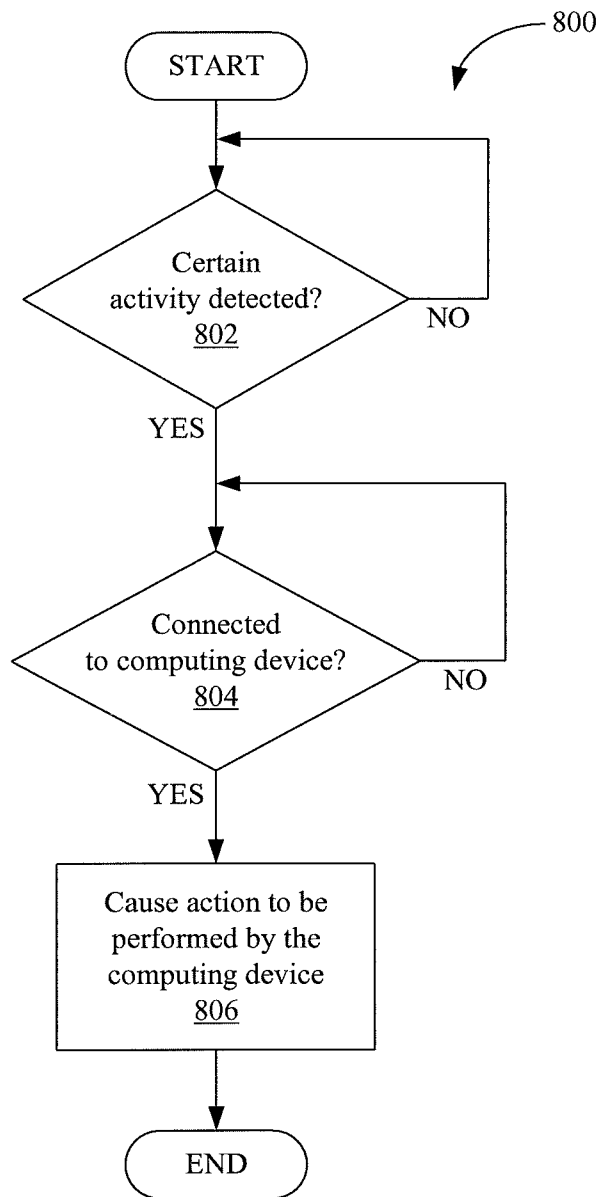 800
START
Certain
activity detected?
802
NO
YES
Connected
to computing device?
804
NO
YES
Cause action to be
performed by the
computing device
806
END